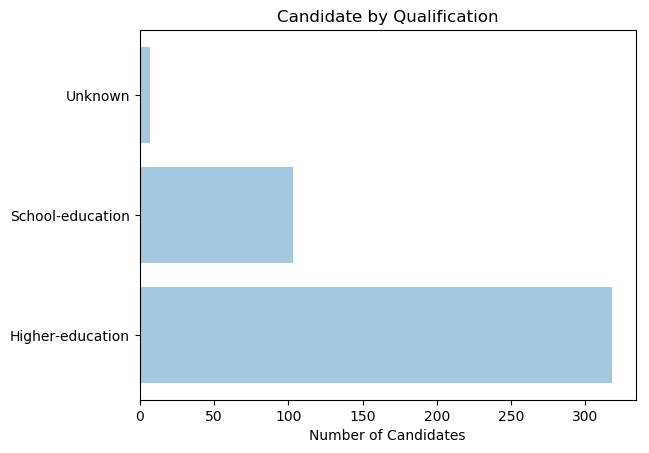 Candidate by Qualification
Unknown
School-education
Higher-education
0 50 100 150 200 250 300
Number of Candidates